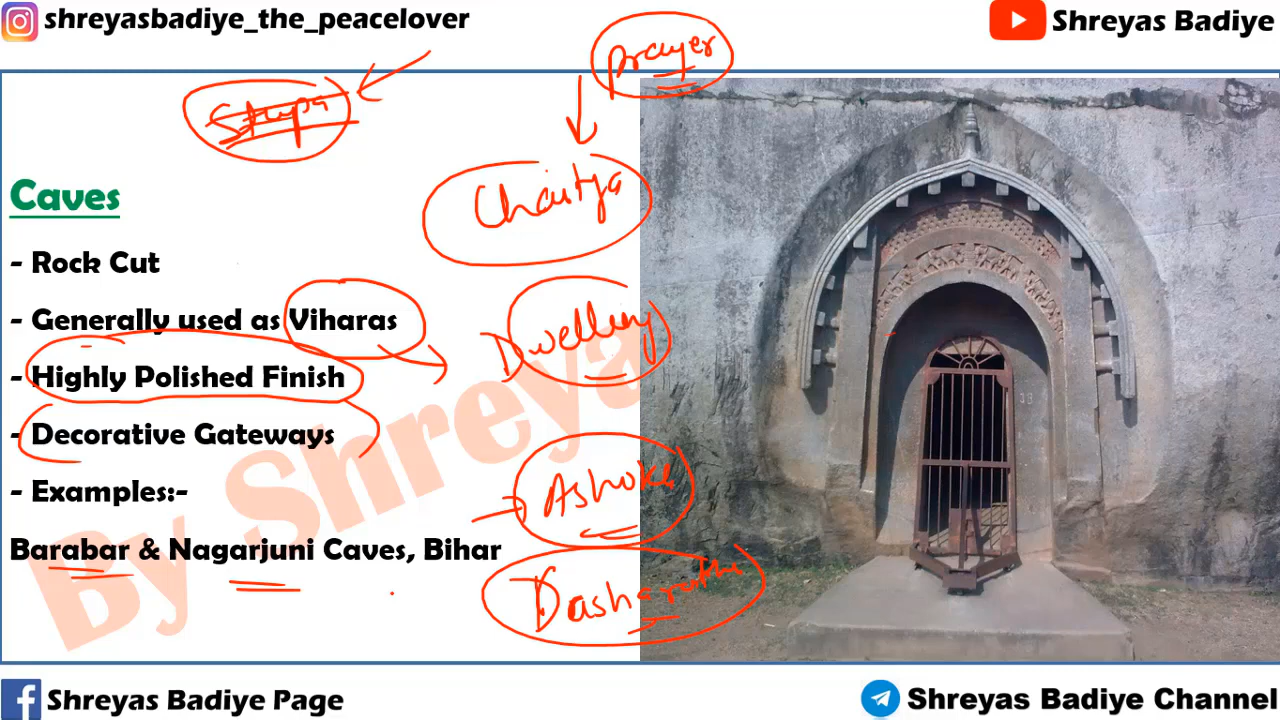 shreyasbadiye_the_peacelover
Shreyas Badiye
prayer
Stupa
Chaitya
Caves
- Rock Cut
- Generally used as Viharas
Dwelling
- Highly Polished Finish
- Decorative Gateways
- Examples:-
Ashoka
Barabar & Nagarjuni Caves, Bihar
Dasharatha
By Shreya
Shreyas Badiye Page
Shreyas Badiye Channel